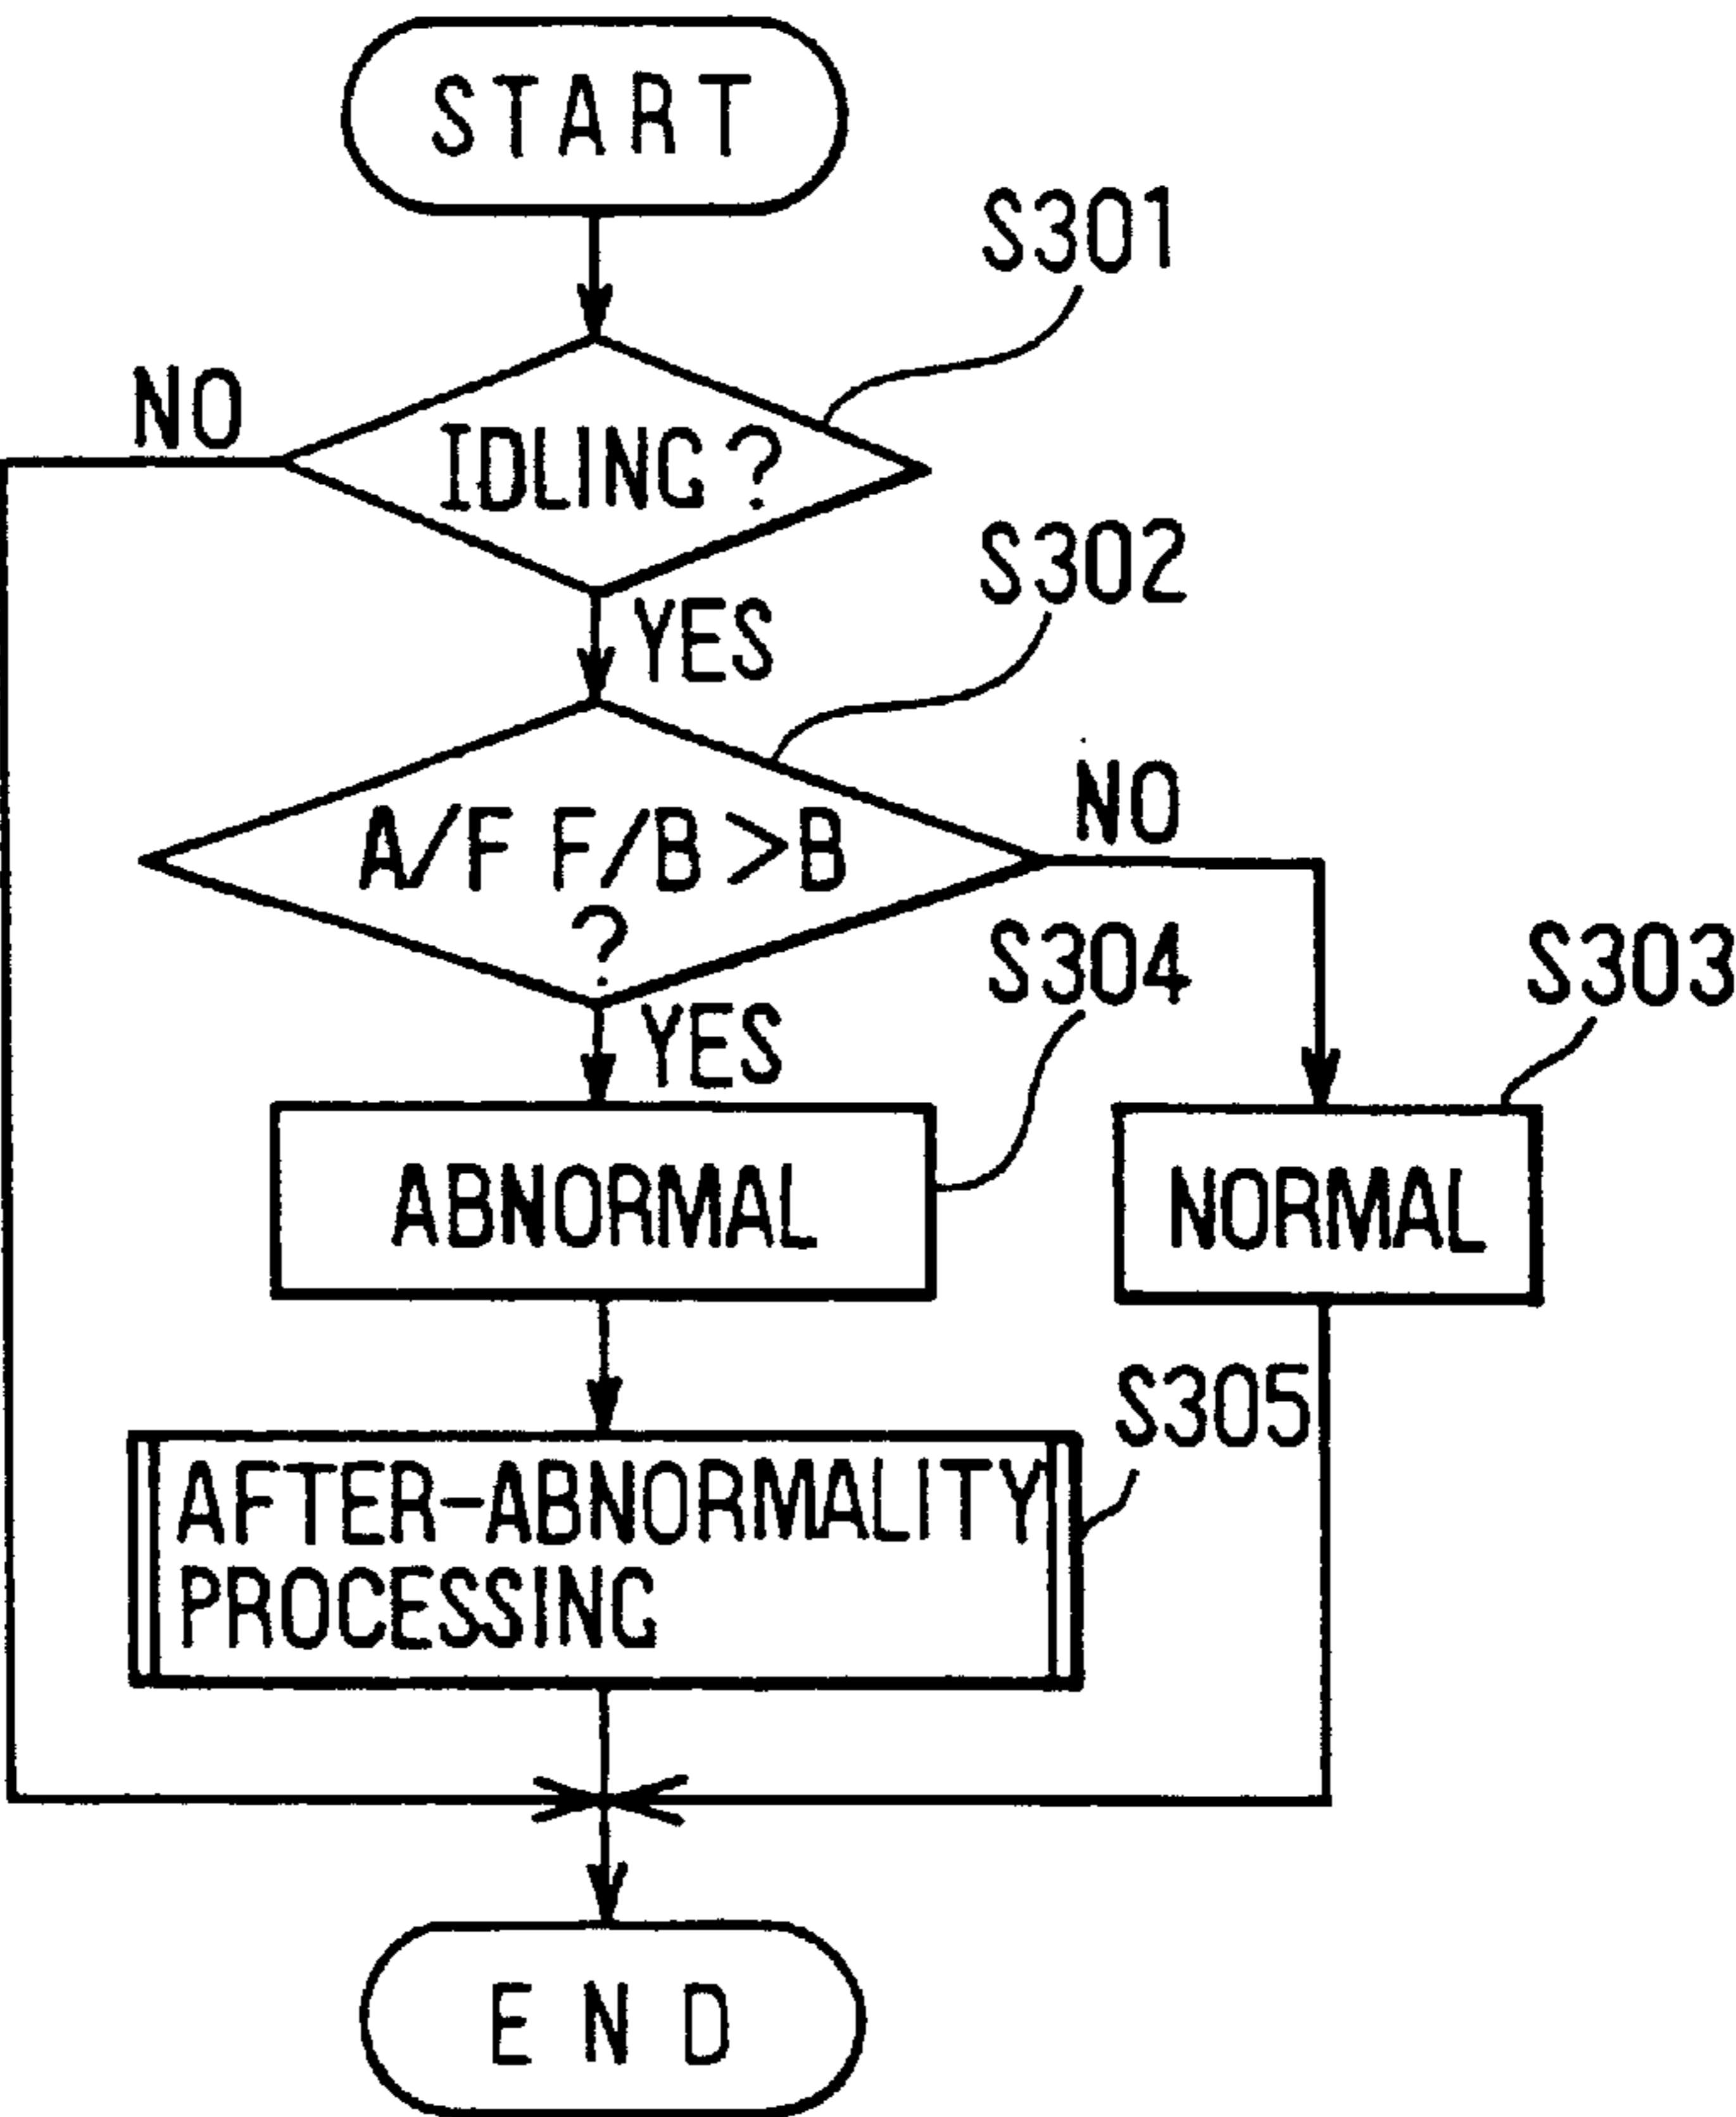 START
S301
NO
IDLING?
S302
YES
NO
A/F F/B>B
?
S304
S303
YES
ABNORMAL
NORMAL
S305
AFTER-ABNORMALITY
PROCESSING
END